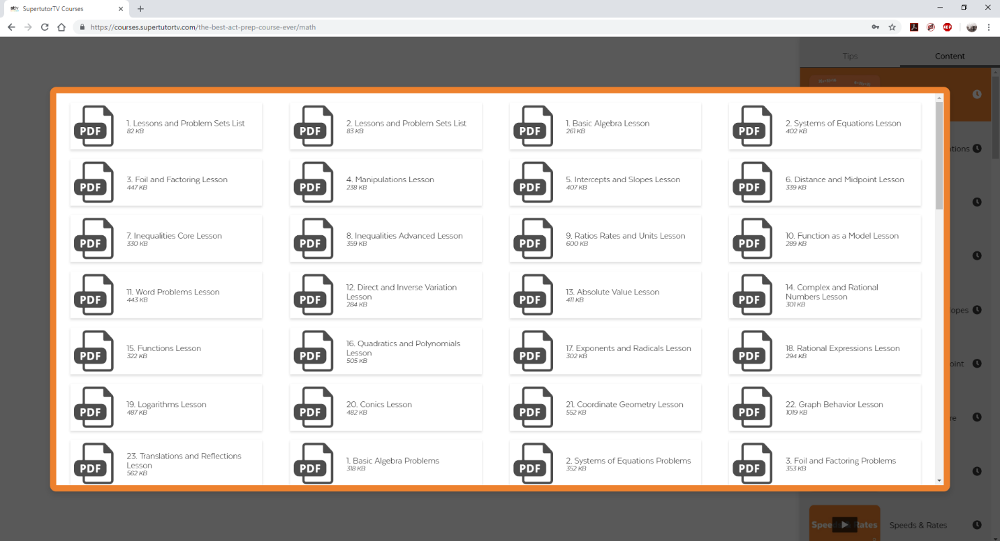 sttv SupertutorTV Courses
https://courses.supertutortv.com/the-best-act-prep-course-ever/math
ABP
Tips
Content
PDF
1. Lessons and Problem Sets List
82 KB
PDF
2. Lessons and Problem Sets List
83 KB
PDF
1. Basic Algebra Lesson
261 KB
PDF
2. Systems of Equations Lesson
402 KB
ations
PDF
3. Foil and Factoring Lesson
447 KB
PDF
4. Manipulations Lesson
238 KB
PDF
5. Intercepts and Slopes Lesson
407 KB
PDF
6. Distance and Midpoint Lesson
339 KB
PDF
7. Inequalities Core Lesson
330 KB
PDF
8. Inequalities Advanced Lesson
359 KB
PDF
9. Ratios Rates and Units Lesson
600 KB
PDF
10. Function as a Model Lesson
289 KB
PDF
11. Word Problems Lesson
443 KB
PDF
12. Direct and Inverse Variation
Lesson
284 KB
PDF
13. Absolute Value Lesson
411 KB
PDF
14. Complex and Rational
Numbers Lesson
301 KB
lopes
PDF
15. Functions Lesson
322 KB
PDF
16. Quadratics and Polynomials
Lesson
505 KB
PDF
17. Exponents and Radicals Lesson
302 KB
PDF
18. Rational Expressions Lesson
294 KB
oint
PDF
19. Logarithms Lesson
487 KB
PDF
20. Conics Lesson
482 KB
PDF
21. Coordinate Geometry Lesson
552 KB
PDF
22. Graph Behavior Lesson
1019 KB
re
PDF
23. Translations and Reflections
Lesson
562 KB
PDF
1. Basic Algebra Problems
318 KB
PDF
2. Systems of Equations Problems
352 KB
PDF
3. Foil and Factoring Problems
353 KB
Speeds & Rates
Speeds & Rates